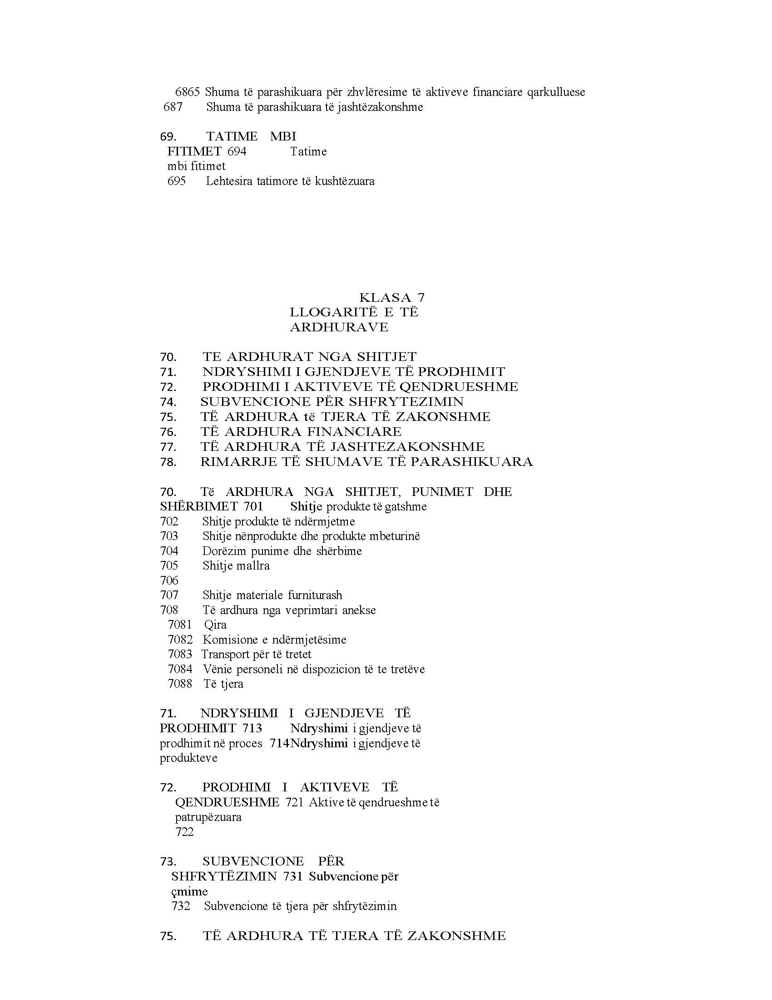 6865 Shuma të parashikuara për zhvlëresime të aktiveve financiare qarkulluese
687 Shuma të parashikuara të jashtëzakonshme
69. TATIME MBI
FITIMET 694 Tatime
mbi fitimet
695 Lehtesira tatimore të kushtëzuara
KLASA 7
LLOGARITË E TË
ARDHURAVE
70. TE ARDHURAT NGA SHITJET
71. NDRYSHIMI I GJENDJEVE TË PRODHIMIT
72. PRODHIMI I AKTIVEVE TË QENDRUESHME
74. SUBVENCIONE PËR SHFRYTEZIMIN
75. TË ARDHURA të TJERA TË ZAKONSHME
76. TË ARDHURA FINANCIARE
77. TË ARDHURA TË JASHTEZAKONSHME
78. RIMARRJE TË SHUMAVE TË PARASHIKUARA
70. Të ARDHURA NGA SHITJET, PUNIMET DHE
SHËRBIMET 701 Shitje produkte të gatshme
702 Shitje produkte të ndërmjetme
703 Shitje nënprodukte dhe produkte mbeturinë
704 Dorëzim punime dhe shërbime
705 Shitje mallra
706
707 Shitje materiale furniturash
708 Të ardhura nga veprimtari anekse
7081 Qira
7082 Komisione e ndërmjetësime
7083 Transport për të tretet
7084 Vënie personeli në dispozicion të te tretëve
7088 Të tjera
71. NDRYSHIMI I GJENDJEVE TË
PRODHIMIT 713 Ndryshimi i gjendjeve të
prodhimit në proces 714Ndryshimi i gjendjeve të
produkteve
72. PRODHIMI I AKTIVEVE TË
QENDRUESHME 721 Aktive të qendrueshme të
patrupëzuara
722
73. SUBVENCIONE PËR
SHFRYTËZIMIN 731 Subvencione për
çmime
732 Subvencione të tjera për shfrytëzimin
75. TË ARDHURA TË TJERA TË ZAKONSHME